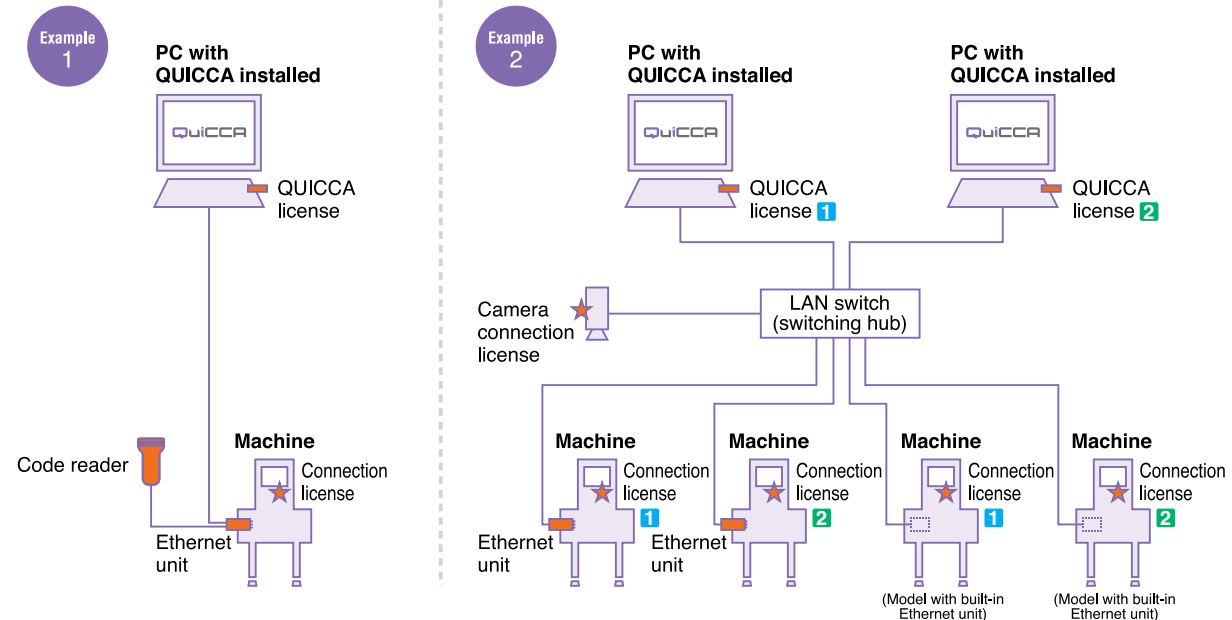 Example
1
PC with
QUICCA installed
QuiCCA
QUICCA
license
Code reader
Machine
Connection
license
Ethernet
unit
Example
2
PC with
QUICCA installed
QuiCCA
QUICCA
license 1
PC with
QUICCA installed
QuiCCA
QUICCA
license 2
Camera
connection
license
LAN switch
(switching hub)
Machine
Connection
license
1
Ethernet
unit
Machine
Connection
license
2
Ethernet
unit
Machine
Connection
license
1
(Model with built-in
Ethernet unit)
Machine
Connection
license
2
(Model with built-in
Ethernet unit)